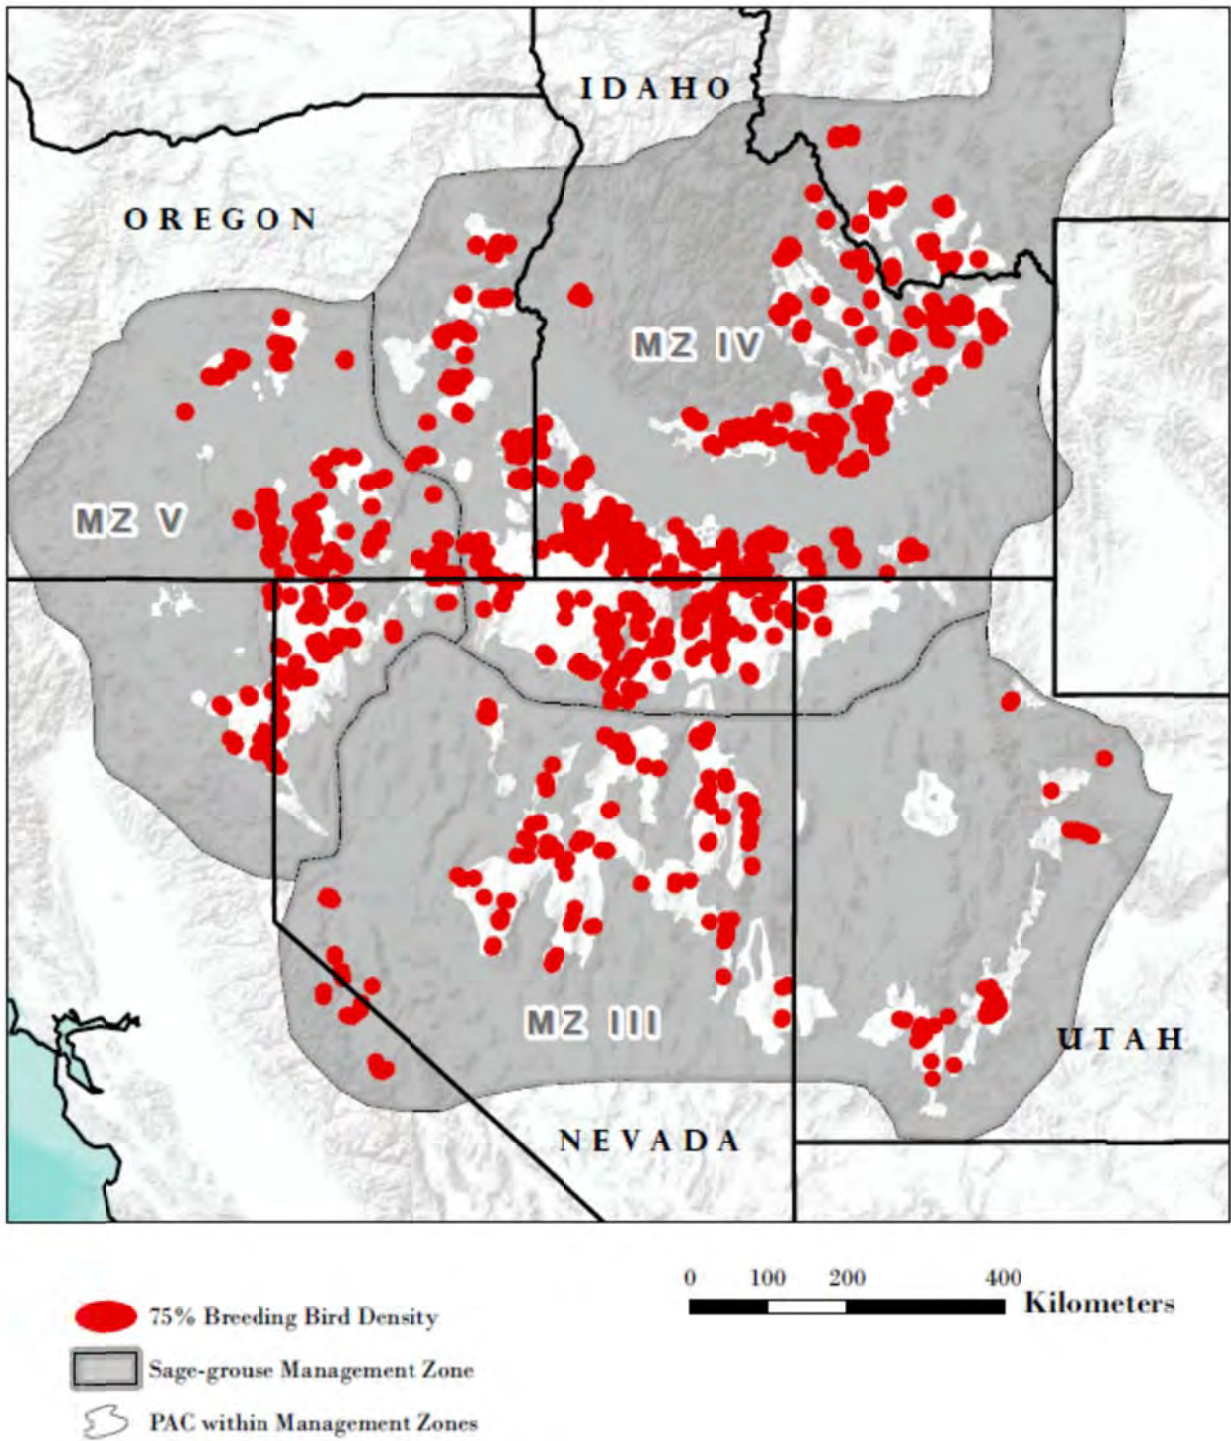 IDAHO
OREGON
MZ IV
MZ V
MZ III
UTAH
NEVADA
0 100 200 400
Kilometers
75% Breeding Bird Density
Sage-grouse Management Zone
PAC within Management Zones